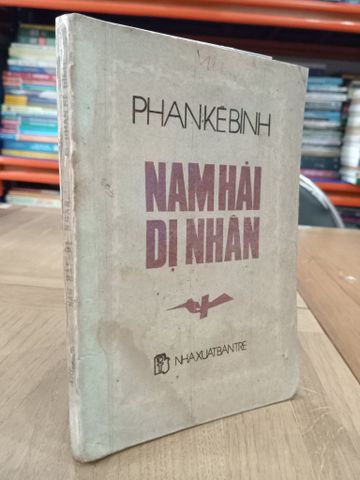 PHAN-KẾ BÍNH
NAM HẢI
DỊ NHÂN
NHÀ XUẤT BẢN TRẺ